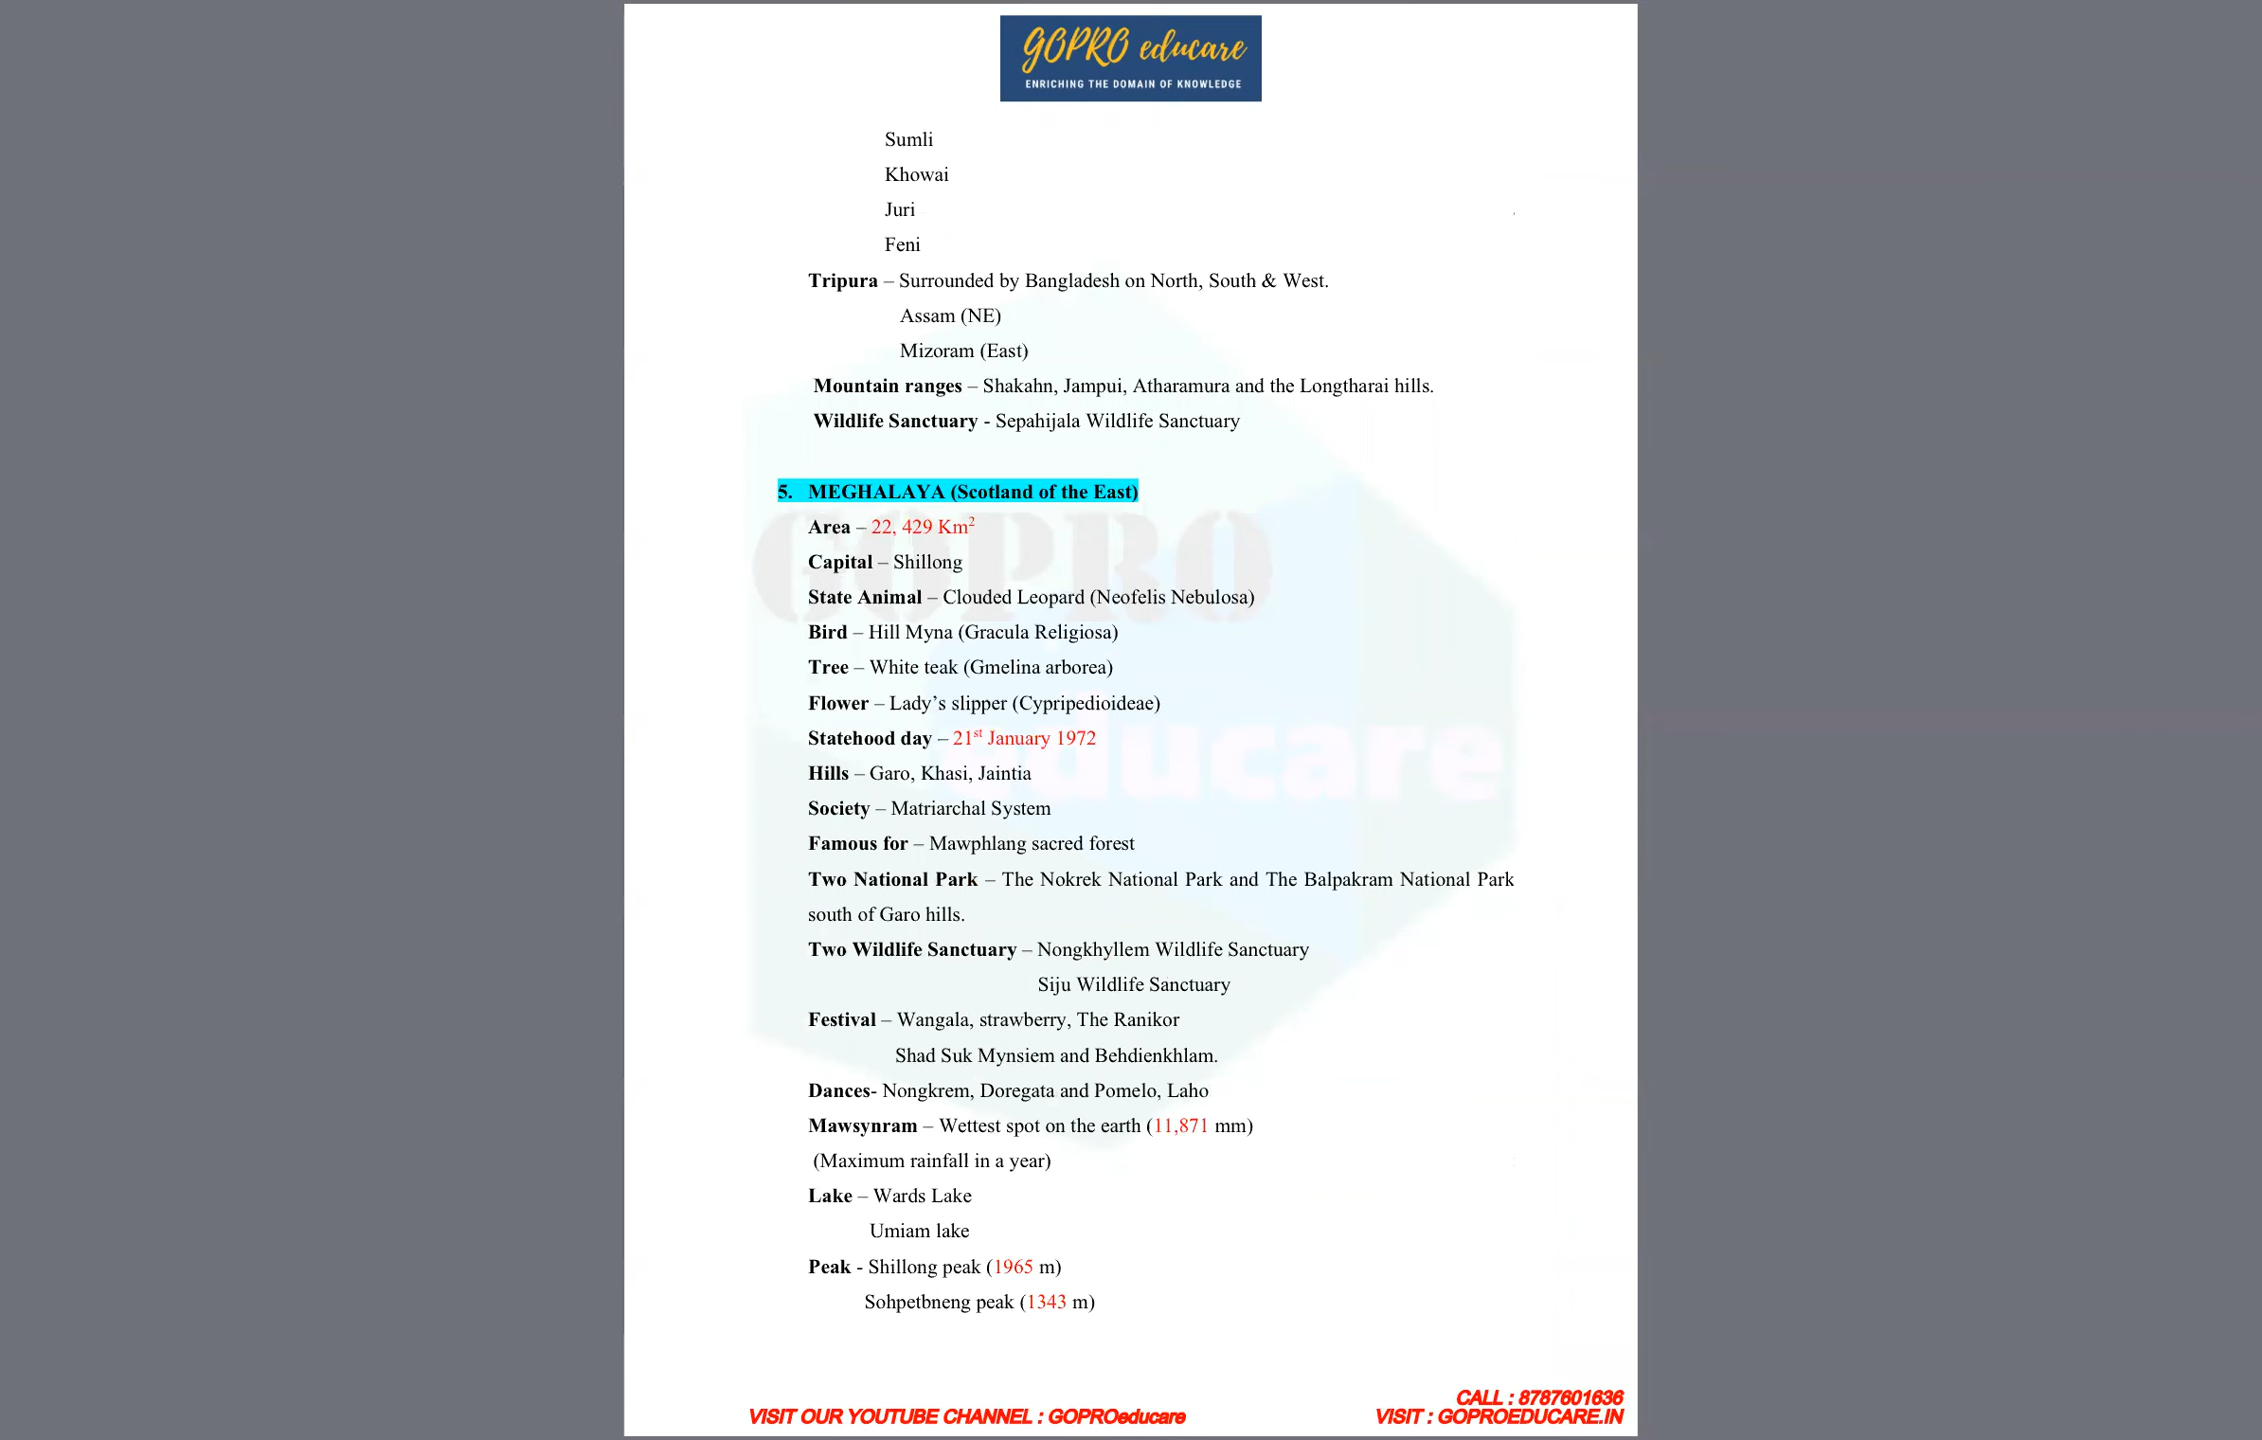 GOPRO educare
ENRICHING THE DOMAIN OF KNOWLEDGE
Sumli
Khowai
Juri
Feni
Tripura – Surrounded by Bangladesh on North, South & West.
Assam (NE)
Mizoram (East)
Mountain ranges – Shakahn, Jampui, Atharamura and the Longtharai hills.
Wildlife Sanctuary - Sepahijala Wildlife Sanctuary
5. MEGHALAYA (Scotland of the East)
Area – 22, 429 Km²
Capital – Shillong
State Animal – Clouded Leopard (Neofelis Nebulosa)
Bird – Hill Myna (Gracula Religiosa)
Tree – White teak (Gmelina arborea)
Flower – Lady’s slipper (Cypripedioideae)
Statehood day – 21st January 1972
Hills – Garo, Khasi, Jaintia
Society – Matriarchal System
Famous for – Mawphlang sacred forest
Two National Park – The Nokrek National Park and The Balpakram National Park
south of Garo hills.
Two Wildlife Sanctuary – Nongkhyllem Wildlife Sanctuary
Siju Wildlife Sanctuary
Festival – Wangala, strawberry, The Ranikor
Shad Suk Mynsiem and Behdienkhlam.
Dances- Nongkrem, Doregata and Pomelo, Laho
Mawsynram – Wettest spot on the earth (11,871 mm)
(Maximum rainfall in a year)
Lake – Wards Lake
Umiam lake
Peak - Shillong peak (1965 m)
Sohpetbneng peak (1343 m)
GOPRO
educare
CALL : 8787601636
VISIT OUR YOUTUBE CHANNEL : GOPROeducare
VISIT : GOPROEDUCARE.IN